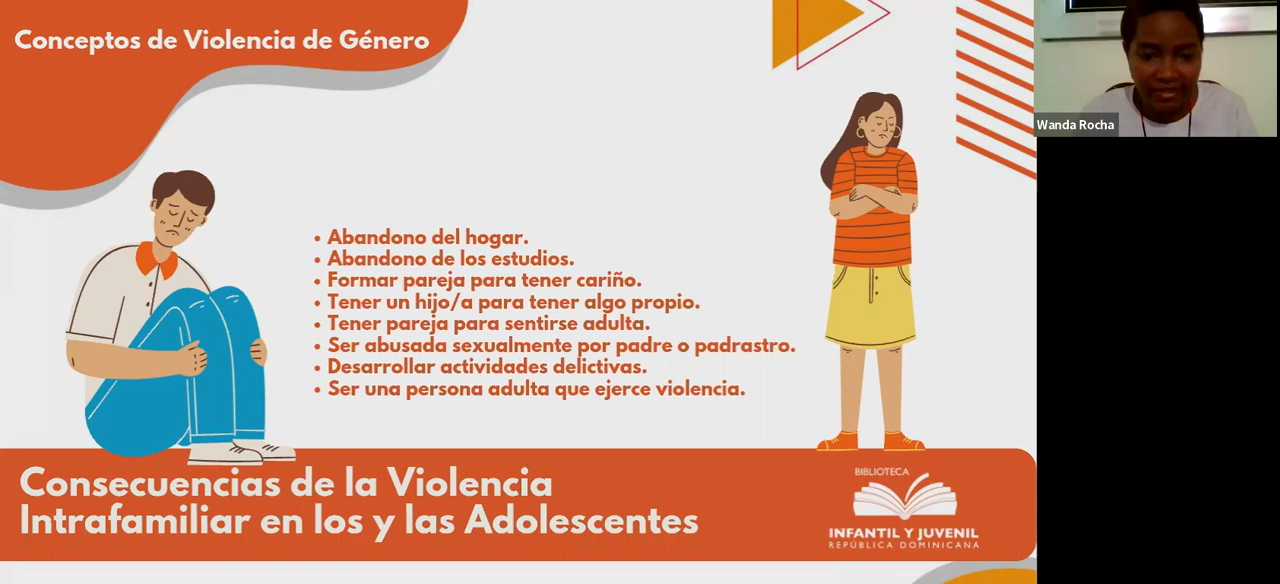 Conceptos de Violencia de Género
Wanda Rocha
• Abandono del hogar.
• Abandono de los estudios.
• Formar pareja para tener cariño.
• Tener un hijo/a para tener algo propio.
• Tener pareja para sentirse adulta.
• Ser abusada sexualmente por padre o padrastro.
• Desarrollar actividades delictivas.
• Ser una persona adulta que ejerce violencia.
Consecuencias de la Violencia
Intrafamiliar en los y las Adolescentes
BIBLIOTECA
INFANTIL Y JUVENIL
REPÚBLICA DOMINICANA